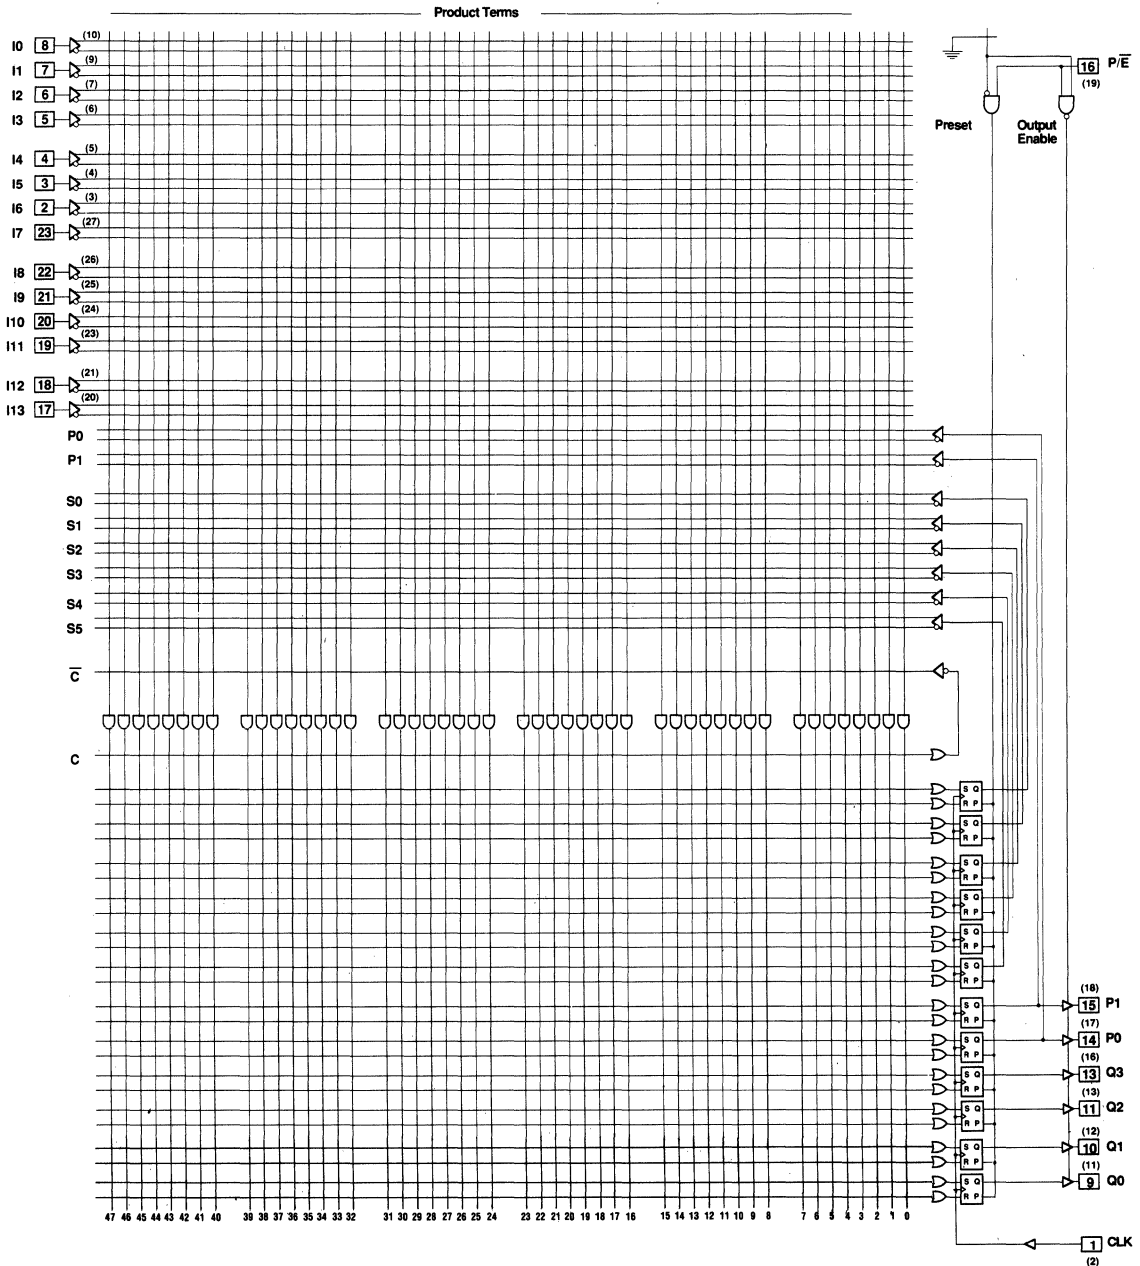 Product Terms
I0 8 (10)
I1 7 (9)
I2 6 (7)
I3 5 (6)
I4 4 (5)
I5 3 (4)
I6 2 (3)
I7 23 (27)
I8 22 (26)
I9 21 (25)
I10 20 (24)
I11 19 (23)
I12 18 (21)
I13 17 (20)
16 P/E̅
(19)
Preset
Output
Enable
P0
P1
S0
S1
S2
S3
S4
S5
C̅
C
S Q
R P
S Q
R P
S Q
R P
S Q
R P
S Q
R P
S Q
R P
S Q
R P
S Q
R P
S Q
R P
S Q
R P
S Q
R P
S Q
R P
(18)
15 P1
(17)
14 P0
(16)
13 Q3
(13)
11 Q2
(12)
10 Q1
(11)
9 Q0
47 46 45 44 43 42 41 40 39 38 37 36 35 34 33 32 31 30 29 28 27 26 25 24 23 22 21 20 19 18 17 16 15 14 13 12 11 10 9 8 7 6 5 4 3 2 1 0
1 CLK
(2)